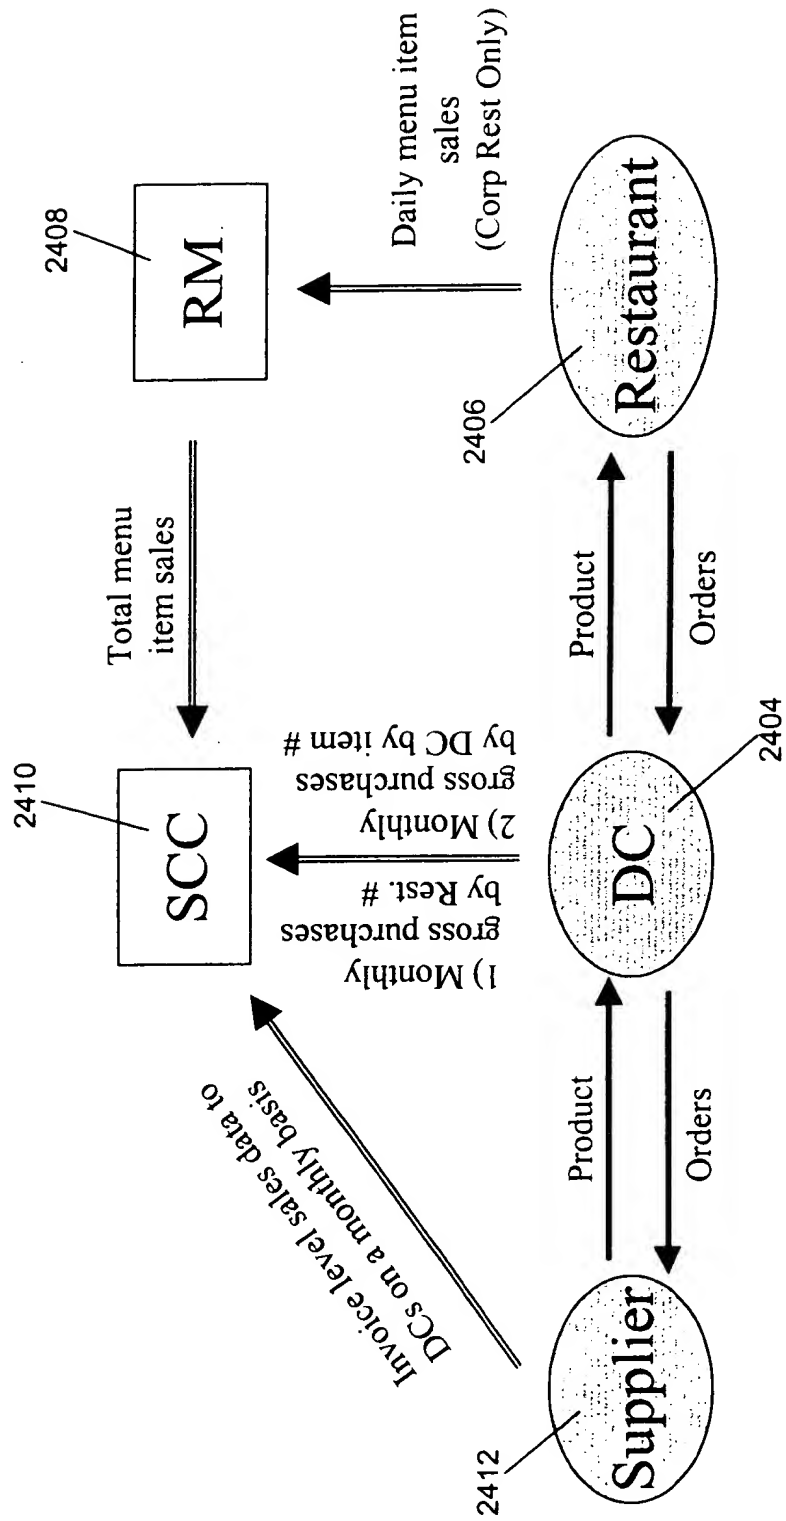 2410
SCC
Total menu
item sales
2408
RM
Invoice level sales data to
DCs on a monthly basis
1) Monthly
gross purchases
by Rest. #
2) Monthly
gross purchases
by DC by item #
Daily menu item
sales
(Corp Rest Only)
2412
Supplier
Product
Orders
DC
2404
Product
Orders
2406
Restaurant